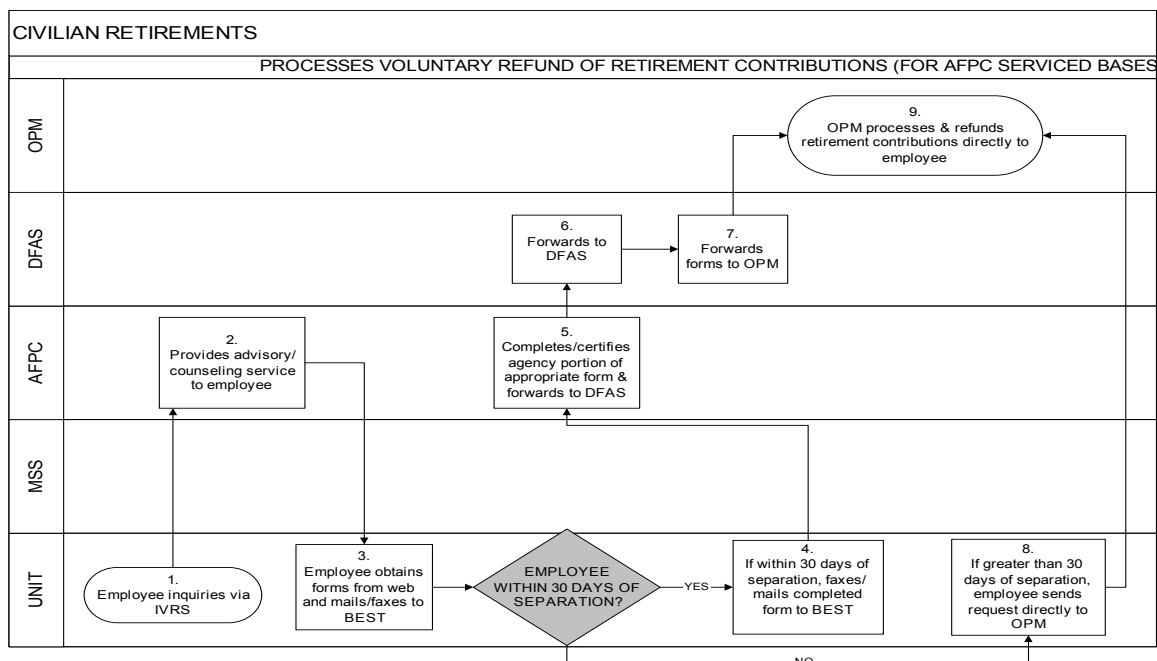 CIVILIAN RETIREMENTS
PROCESSES VOLUNTARY REFUND OF RETIREMENT CONTRIBUTIONS (FOR AFPC SERVICED BASES
OPM
9.
OPM processes & refunds
retirement contributions directly to
employee
DFAS
6.
Forwards to
DFAS
7.
Forwards
forms to OPM
AFPC
2.
Provides advisory/
counseling service
to employee
5.
Completes/certifies
agency portion of
appropriate form &
forwards to DFAS
MSS
UNIT
1.
Employee inquiries via
IVRS
3.
Employee obtains
forms from web
and mails/faxes to
BEST
EMPLOYEE
WITHIN 30 DAYS OF
SEPARATION?
YES
4.
If within 30 days of
separation, faxes/
mails completed
form to BEST
8.
If greater than 30
days of separation,
employee sends
request directly to
OPM
NO